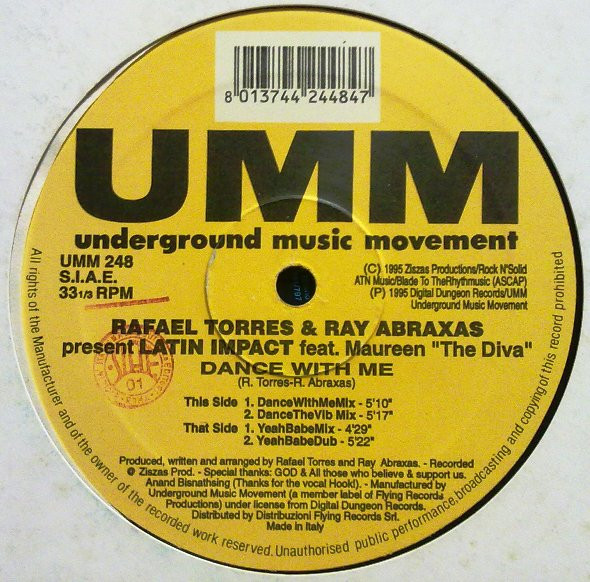 8 013744 244847
UMM
underground music movement
UMM 248
S.I.A.E.
33 1/3 RPM
(C) 1995 Ziszas Productions/Rock N'Solid
ATN Music/Blade To TheRhythmusic (ASCAP)
(P) 1995 Digital Dungeon Records/UMM
Underground Music Movement
RAFAEL TORRES & RAY ABRAXAS
present LATIN IMPACT feat. Maureen "The Diva"
DANCE WITH ME
(R. Torres-R. Abraxas)
This Side 1. DanceWithMeMix - 5'10"
2. DanceTheVib Mix - 5'17"
That Side 1. YeahBabeMix - 4'29"
2. YeahBabeDub - 5'22"
Produced, written and arranged by Rafael Torres and Ray Abraxas. - Recorded
@ Ziszas Prod. - Special thanks: GOD & All those who believe & support us.
Anand Bisnathsing (Thanks for the vocal Hook!). - Manufactured by
Underground Music Movement (a member label of Flying Records
Productions) under license from Digital Dungeon Records.
Distributed by Distribuzioni Flying Records Srl.
Made in Italy
All rights of the Manufacturer and of the owner of the recorded work reserved. Unauthorised public performance, broadcasting and copying of this record prohibited
01